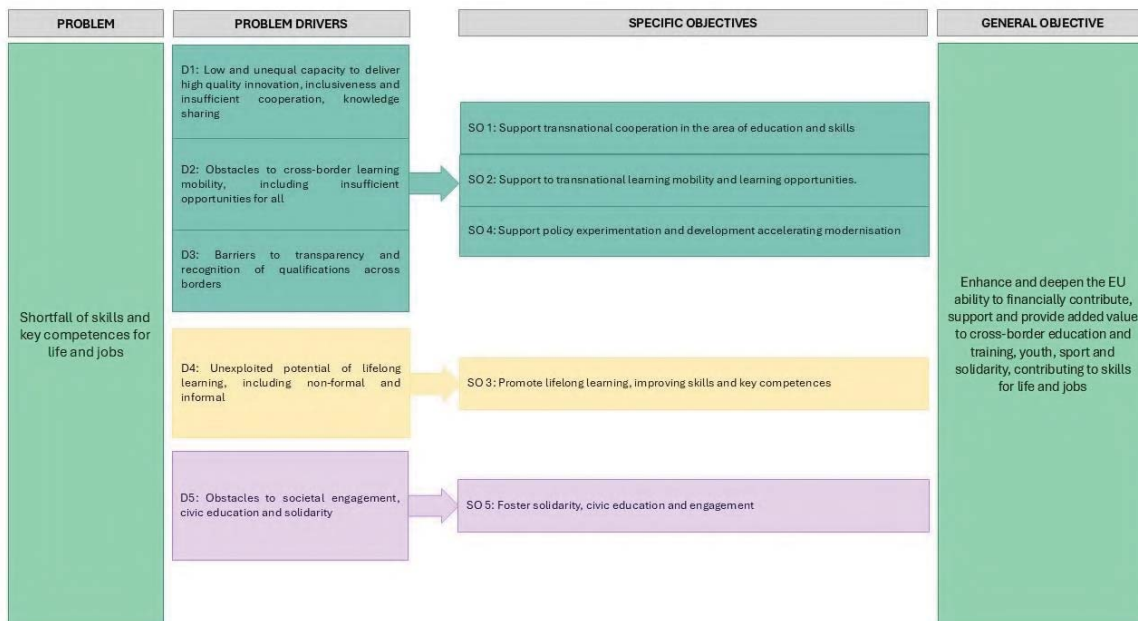 PROBLEM
PROBLEM DRIVERS
SPECIFIC OBJECTIVES
GENERAL OBJECTIVE
Shortfall of skills and
key competences for
life and jobs
D1: Low and unequal capacity to deliver
high quality innovation, inclusiveness and
insufficient cooperation, knowledge
sharing
D2: Obstacles to cross-border learning
mobility, including insufficient
opportunities for all
D3: Barriers to transparency and
recognition of qualifications across
borders
D4: Unexploited potential of lifelong
learning, including non-formal and
informal
D5: Obstacles to societal engagement,
civic education and solidarity
SO 1: Support transnational cooperation in the area of education and skills
SO 2: Support to transnational learning mobility and learning opportunities.
SO 4: Support policy experimentation and development accelerating modernisation
SO 3: Promote lifelong learning, improving skills and key competences
SO 5: Foster solidarity, civic education and engagement
Enhance and deepen the EU
ability to financially contribute,
support and provide added value
to cross-border education and
training, youth, sport and
solidarity, contributing to skills
for life and jobs